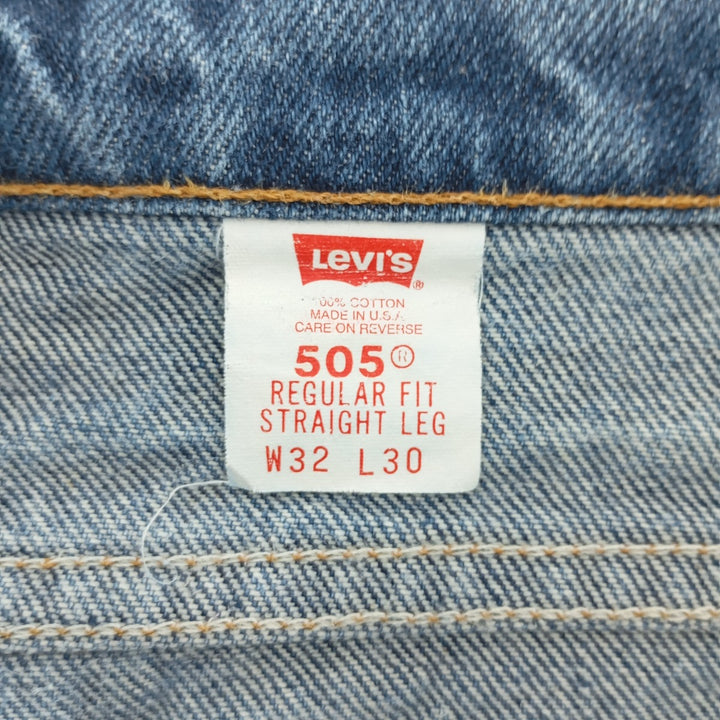 Levi's ®
100% COTTON
MADE IN U.S.A.
CARE ON REVERSE
505®
REGULAR FIT
STRAIGHT LEG
W32 L30